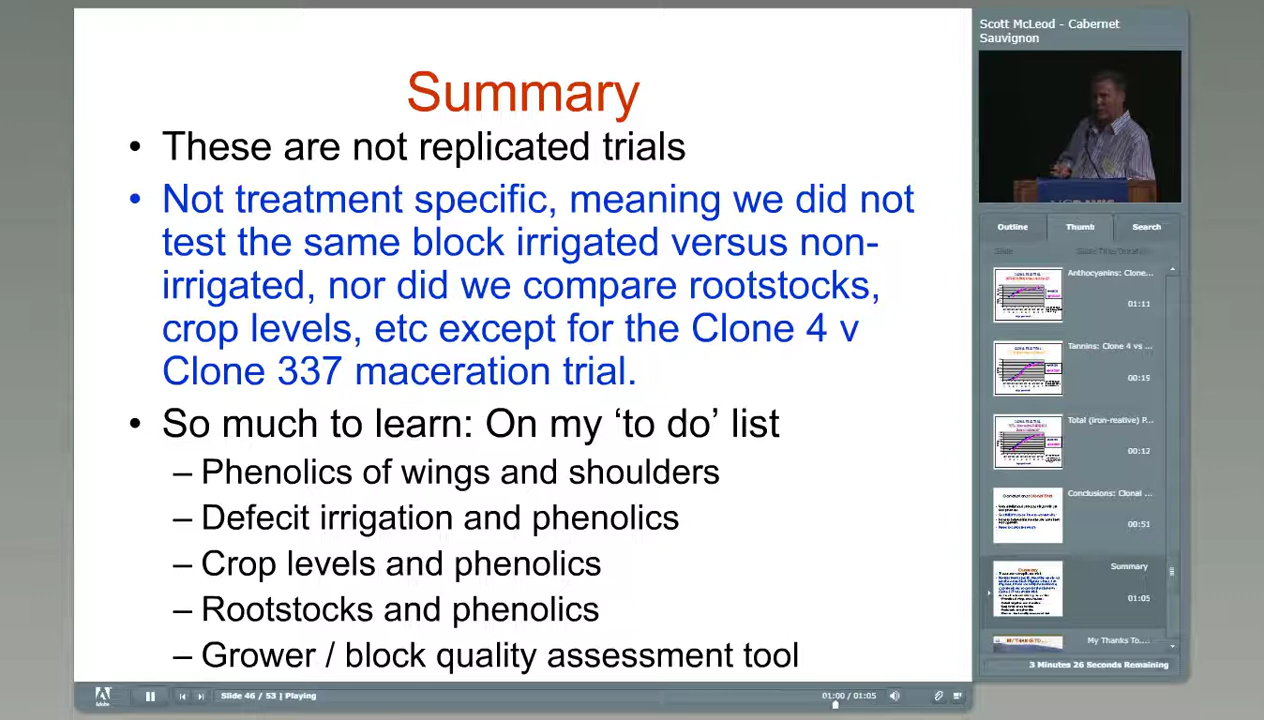 Summary
• These are not replicated trials
• Not treatment specific, meaning we did not
test the same block irrigated versus non-
irrigated, nor did we compare rootstocks,
crop levels, etc except for the Clone 4 v
Clone 337 maceration trial.
• So much to learn: On my ‘to do’ list
– Phenolics of wings and shoulders
– Defecit irrigation and phenolics
– Crop levels and phenolics
– Rootstocks and phenolics
– Grower / block quality assessment tool
Scott McLeod - Cabernet
Sauvignon
Outline Thumb Search
Slide
Anthocyanins: Clone...
01:11
Tannins: Clone 4 vs ...
00:19
Total (iron-reative) P...
00:12
Conclusions: Clonal ...
00:51
Summary
01:05
My Thanks To....
3 Minutes 26 Seconds Remaining
Adobe
Slide 46 / 53 | Playing
01:00 / 01:05